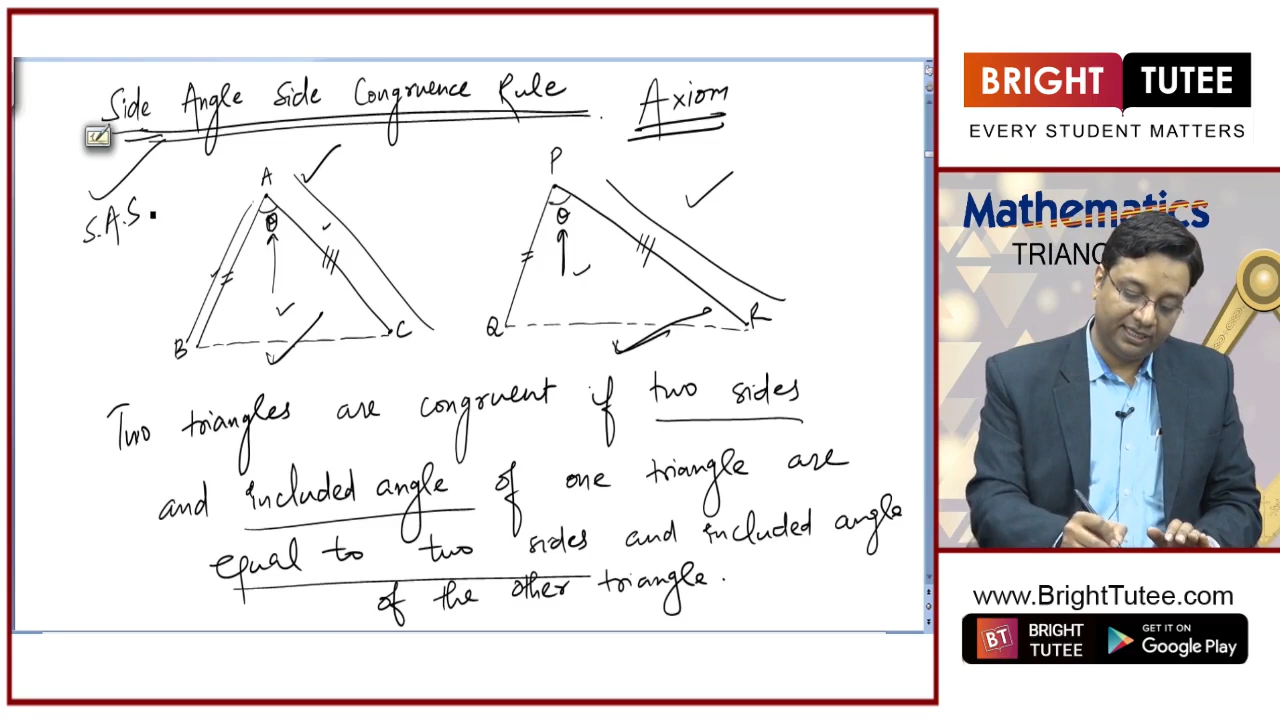 Side Angle Side Congruence Rule. Axiom
S.A.S.
A
θ
B
C
P
θ
Q
R
Two triangles are congruent if two sides
and included angle of one triangle are
equal to two sides and included angle
of the other triangle.
BRIGHT TUTEE
EVERY STUDENT MATTERS
Mathematics
TRIANG
www.BrightTutee.com
BT
BRIGHT
TUTEE
GET IT ON
Google Play